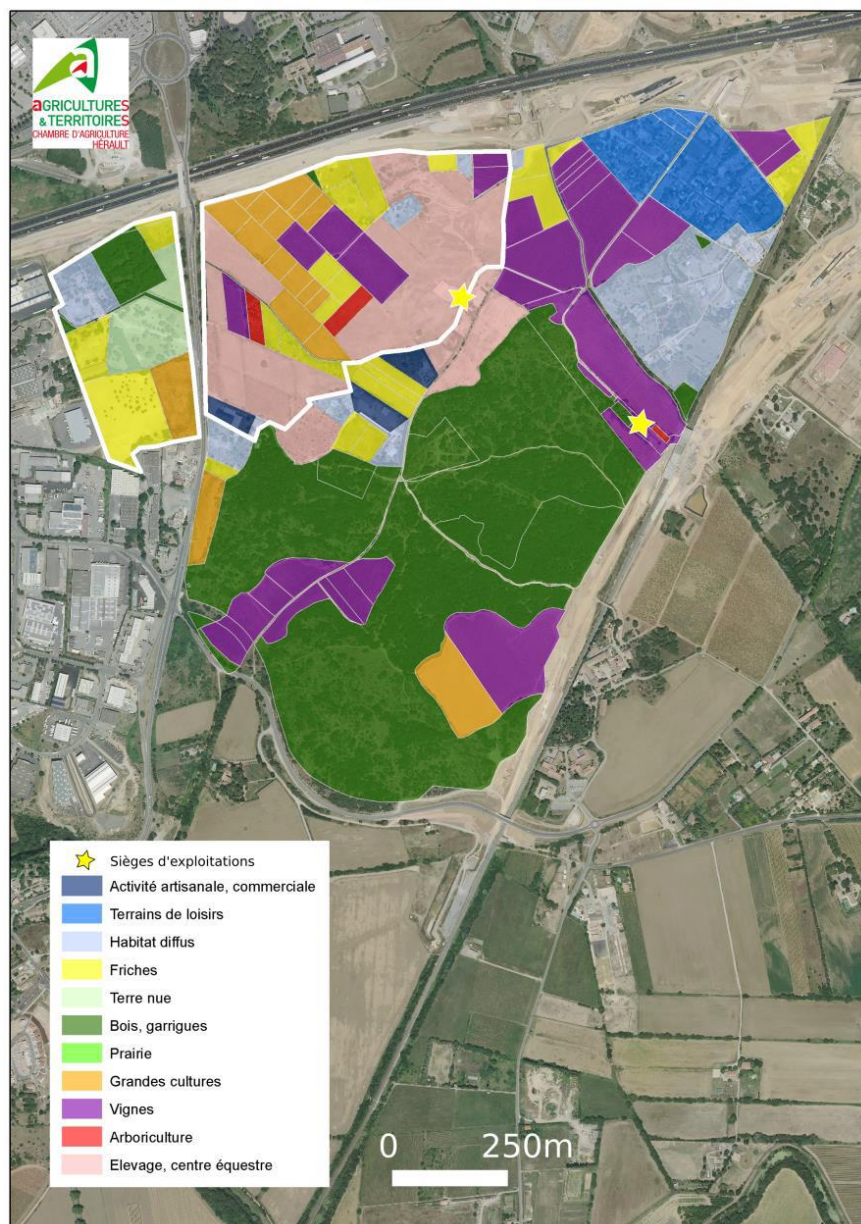 aGRICULTURES
& TERRITOIRES
CHAMBRE D'AGRICULTURE
HÉRAULT
Sièges d'exploitations
Activité artisanale, commerciale
Terrains de loisirs
Habitat diffus
Friches
Terre nue
Bois, garrigues
Prairie
Grandes cultures
Vignes
Arboriculture
Elevage, centre équestre
0 250m